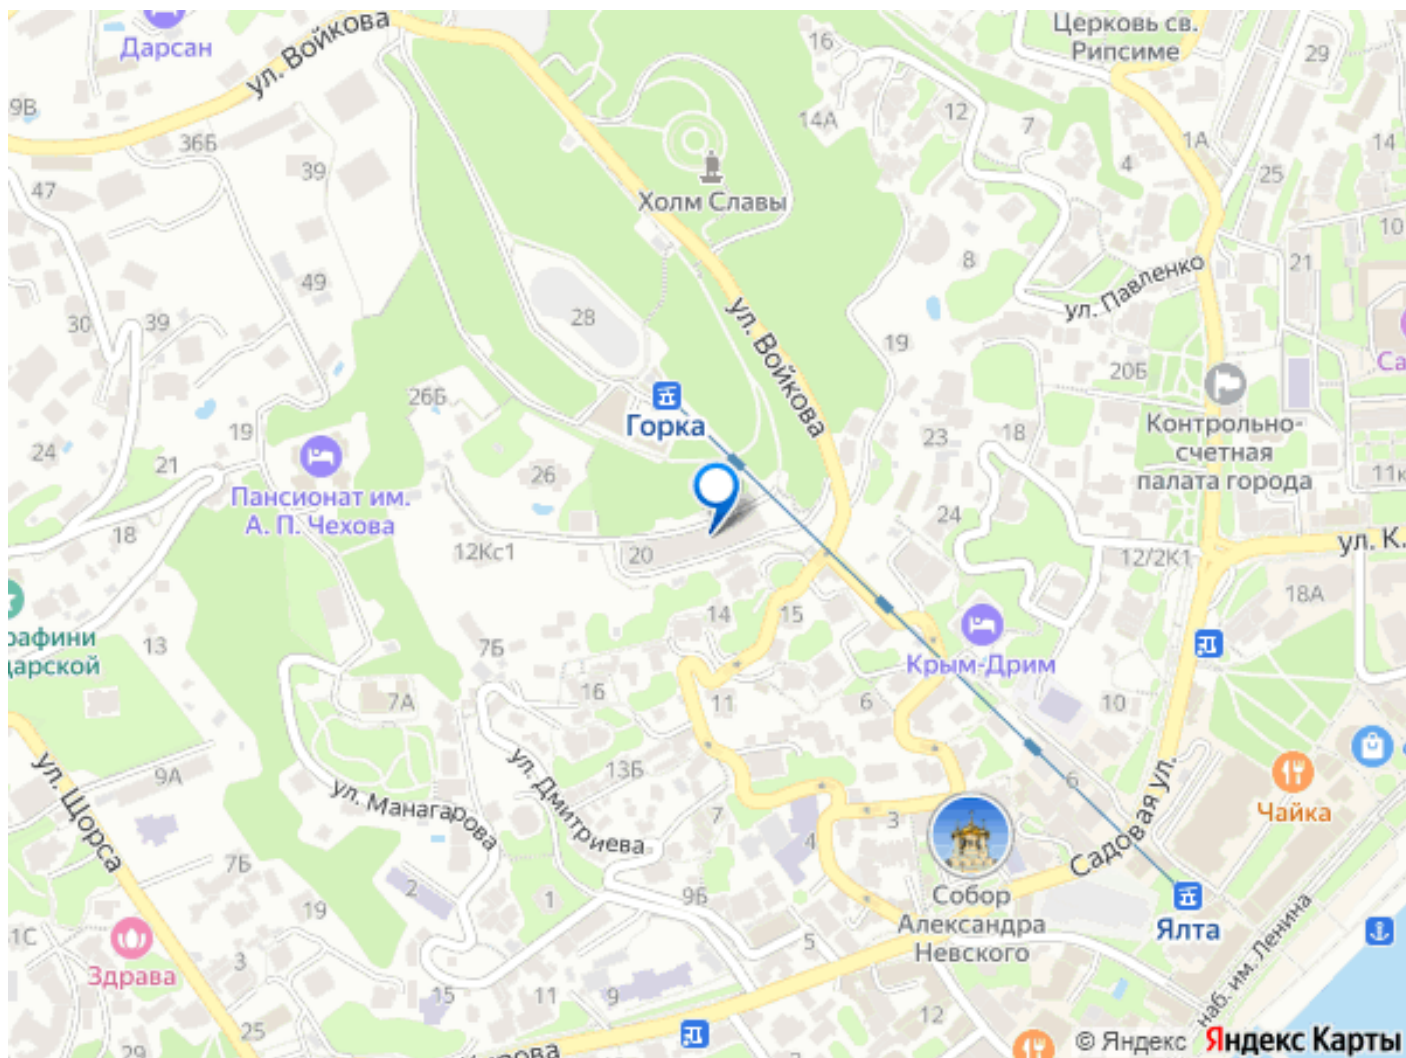 Дарсан
ул. Войкова
Церковь св.
Рипсиме
16
29
9В
14А
12
7
36Б
1А
14
39
4
47
25
Холм Славы
10
8
21
49
ул. Павленко
28
30
39
ул. Войкова
19
20Б
Са
26Б
Горка
Контрольно-
счетная
палата города
19
18
23
24
21
26
11к
Пансионат им.
А. П. Чехова
24
18
12Кс1
20
12/2К1
ул. К.
18А
14
15
рафини
дарской
13
7Б
Крым-Дрим
16
7А
11
6
10
ул. Щорса
9А
13Б
ул. Дмитриева
ул. Манагарова
7
3
6
Чайка
4
Садовая ул.
7Б
2
1
9Б
Собор
Александра
Невского
19
1С
5
Ялта
наб. им. Ленина
Здрава
3
15
11
9
12
25
29
© Яндекс Яндекс Карты